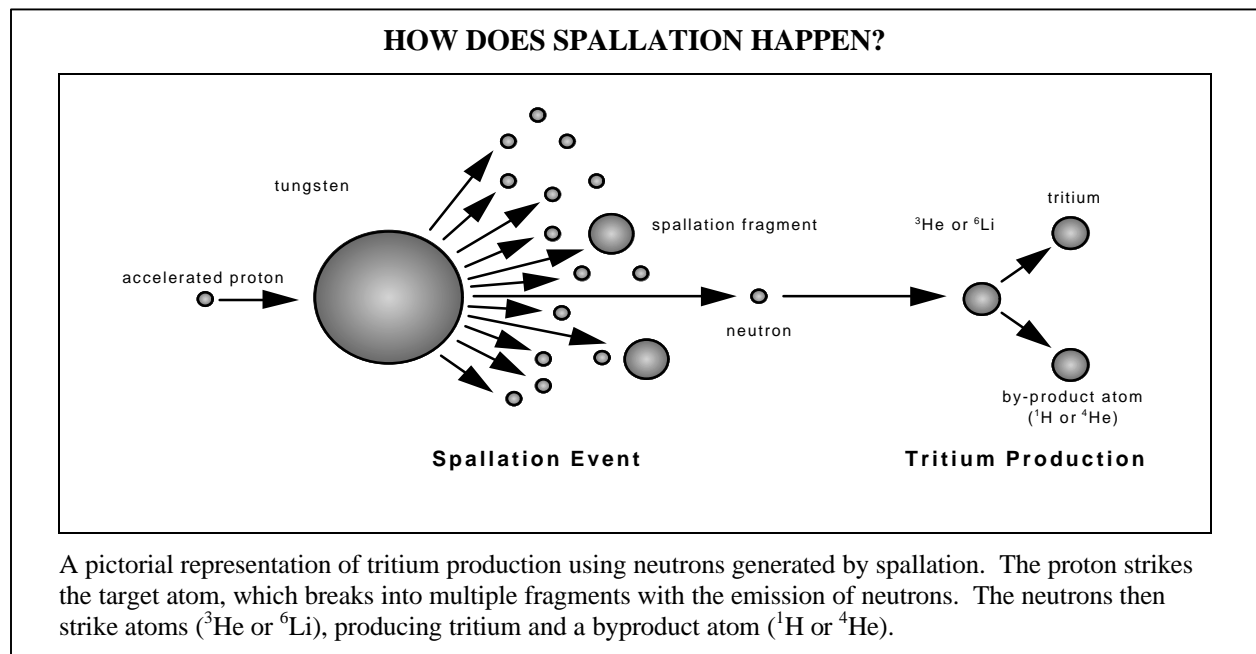 HOW DOES SPALLATION HAPPEN?
tungsten
accelerated proton
spallation fragment
neutron
³He or ⁶Li
tritium
by-product atom
(¹H or ⁴He)
Spallation Event
Tritium Production
A pictorial representation of tritium production using neutrons generated by spallation. The proton strikes
the target atom, which breaks into multiple fragments with the emission of neutrons. The neutrons then
strike atoms (³He or ⁶Li), producing tritium and a byproduct atom (¹H or ⁴He).